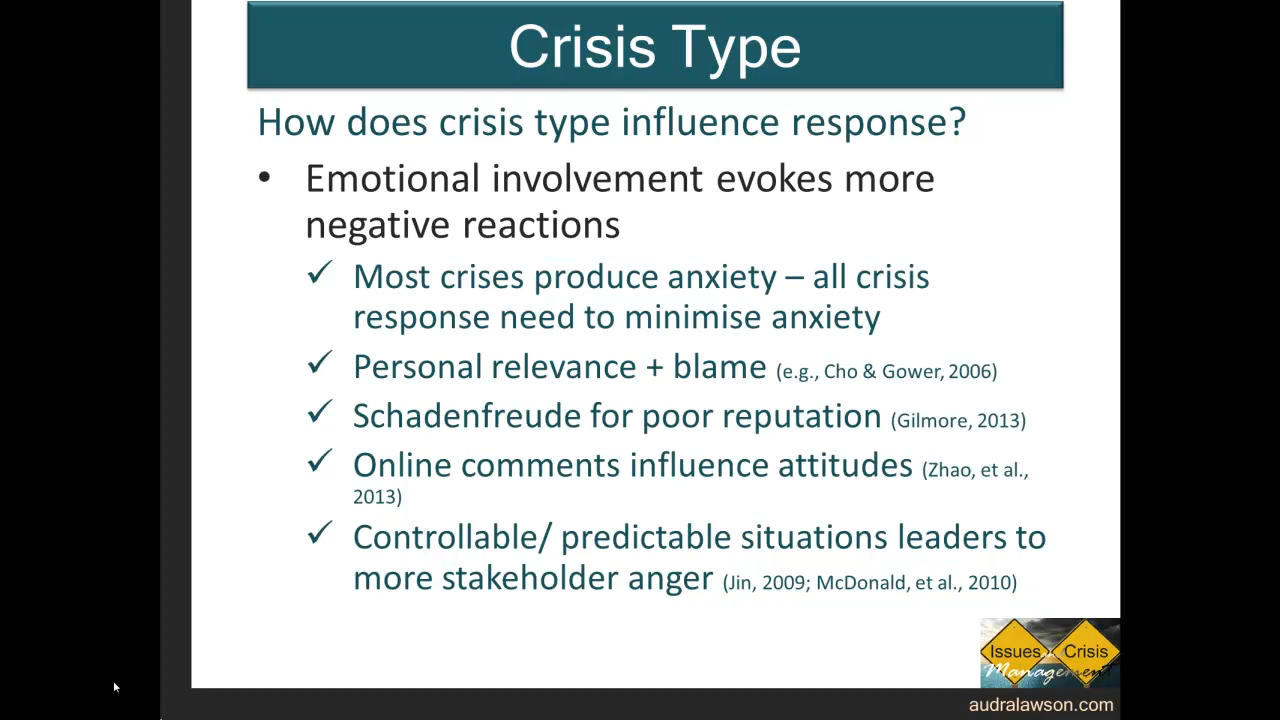 Crisis Type
How does crisis type influence response?
• Emotional involvement evokes more
negative reactions
✓ Most crises produce anxiety – all crisis
response need to minimise anxiety
✓ Personal relevance + blame (e.g., Cho & Gower, 2006)
✓ Schadenfreude for poor reputation (Gilmore, 2013)
✓ Online comments influence attitudes (Zhao, et al.,
2013)
✓ Controllable/ predictable situations leaders to
more stakeholder anger (Jin, 2009; McDonald, et al., 2010)
Issues Crisis
Management
audralawson.com